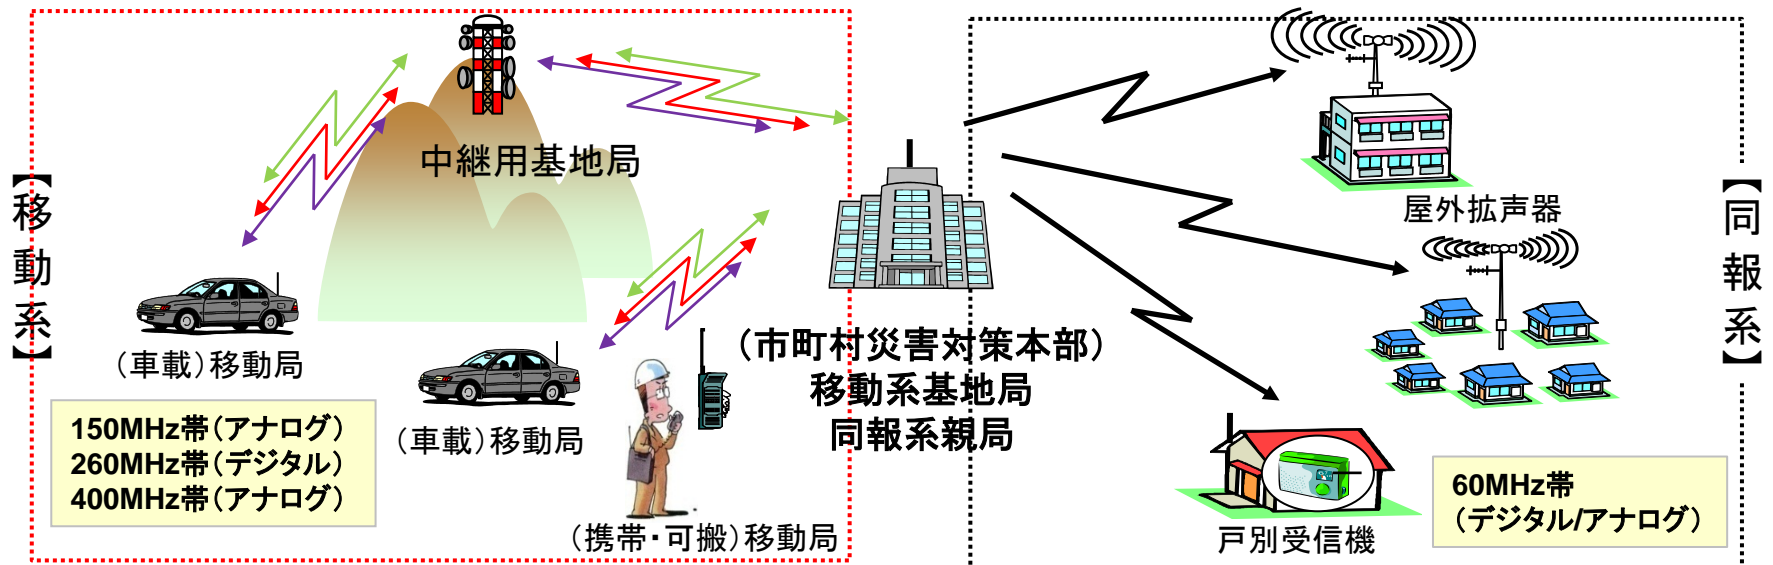 【移動系】
中継用基地局
(車載)移動局
(車載)移動局
150MHz帯(アナログ)
260MHz帯(デジタル)
400MHz帯(アナログ)
(携帯・可搬)移動局
(市町村災害対策本部)
移動系基地局
同報系親局
屋外拡声器
戸別受信機
60MHz帯
(デジタル/アナログ)
【同報系】